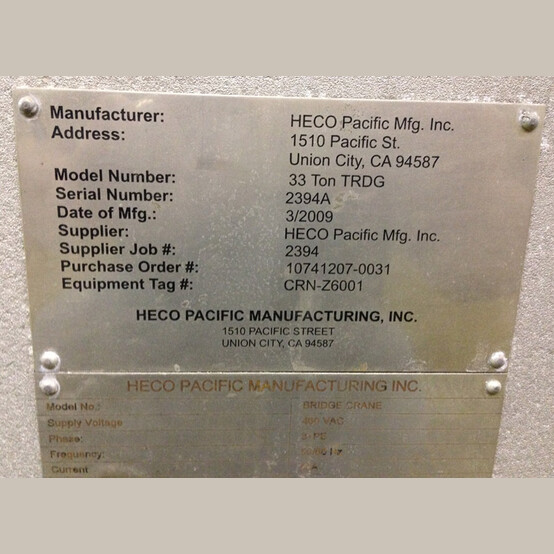 Manufacturer: HECO Pacific Mfg. Inc.
Address: 1510 Pacific St.
Union City, CA 94587
Model Number: 33 Ton TRDG
Serial Number: 2394A
Date of Mfg.: 3/2009
Supplier: HECO Pacific Mfg. Inc.
Supplier Job #: 2394
Purchase Order #: 10741207-0031
Equipment Tag #: CRN-Z6001
HECO PACIFIC MANUFACTURING, INC.
1510 PACIFIC STREET
UNION CITY, CA 94587
HECO PACIFIC MANUFACTURING INC.
Model No.: BRIDGE CRANE
Supply Voltage VAC
Phase:
Frequency: Hz
Current